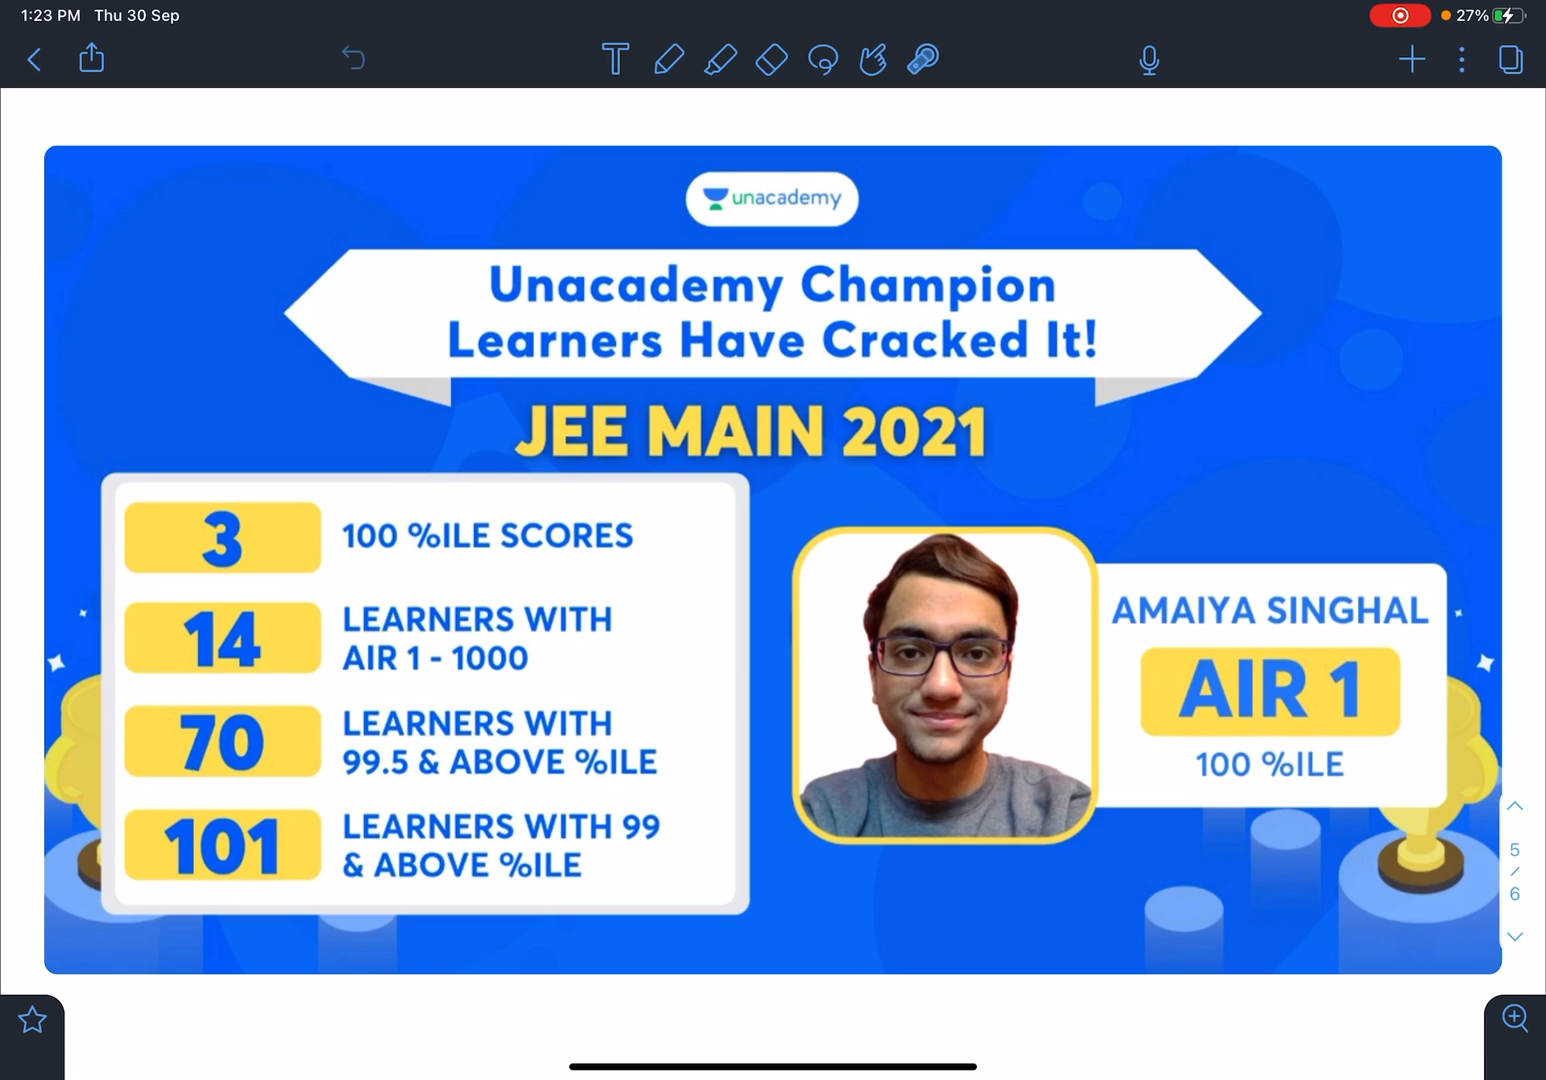 1:23 PM Thu 30 Sep
27%
unacademy
Unacademy Champion
Learners Have Cracked It!
JEE MAIN 2021
3
100 %ILE SCORES
14
LEARNERS WITH
AIR 1 - 1000
70
LEARNERS WITH
99.5 & ABOVE %ILE
101
LEARNERS WITH 99
& ABOVE %ILE
AMAIYA SINGHAL
AIR 1
100 %ILE
5
/
6